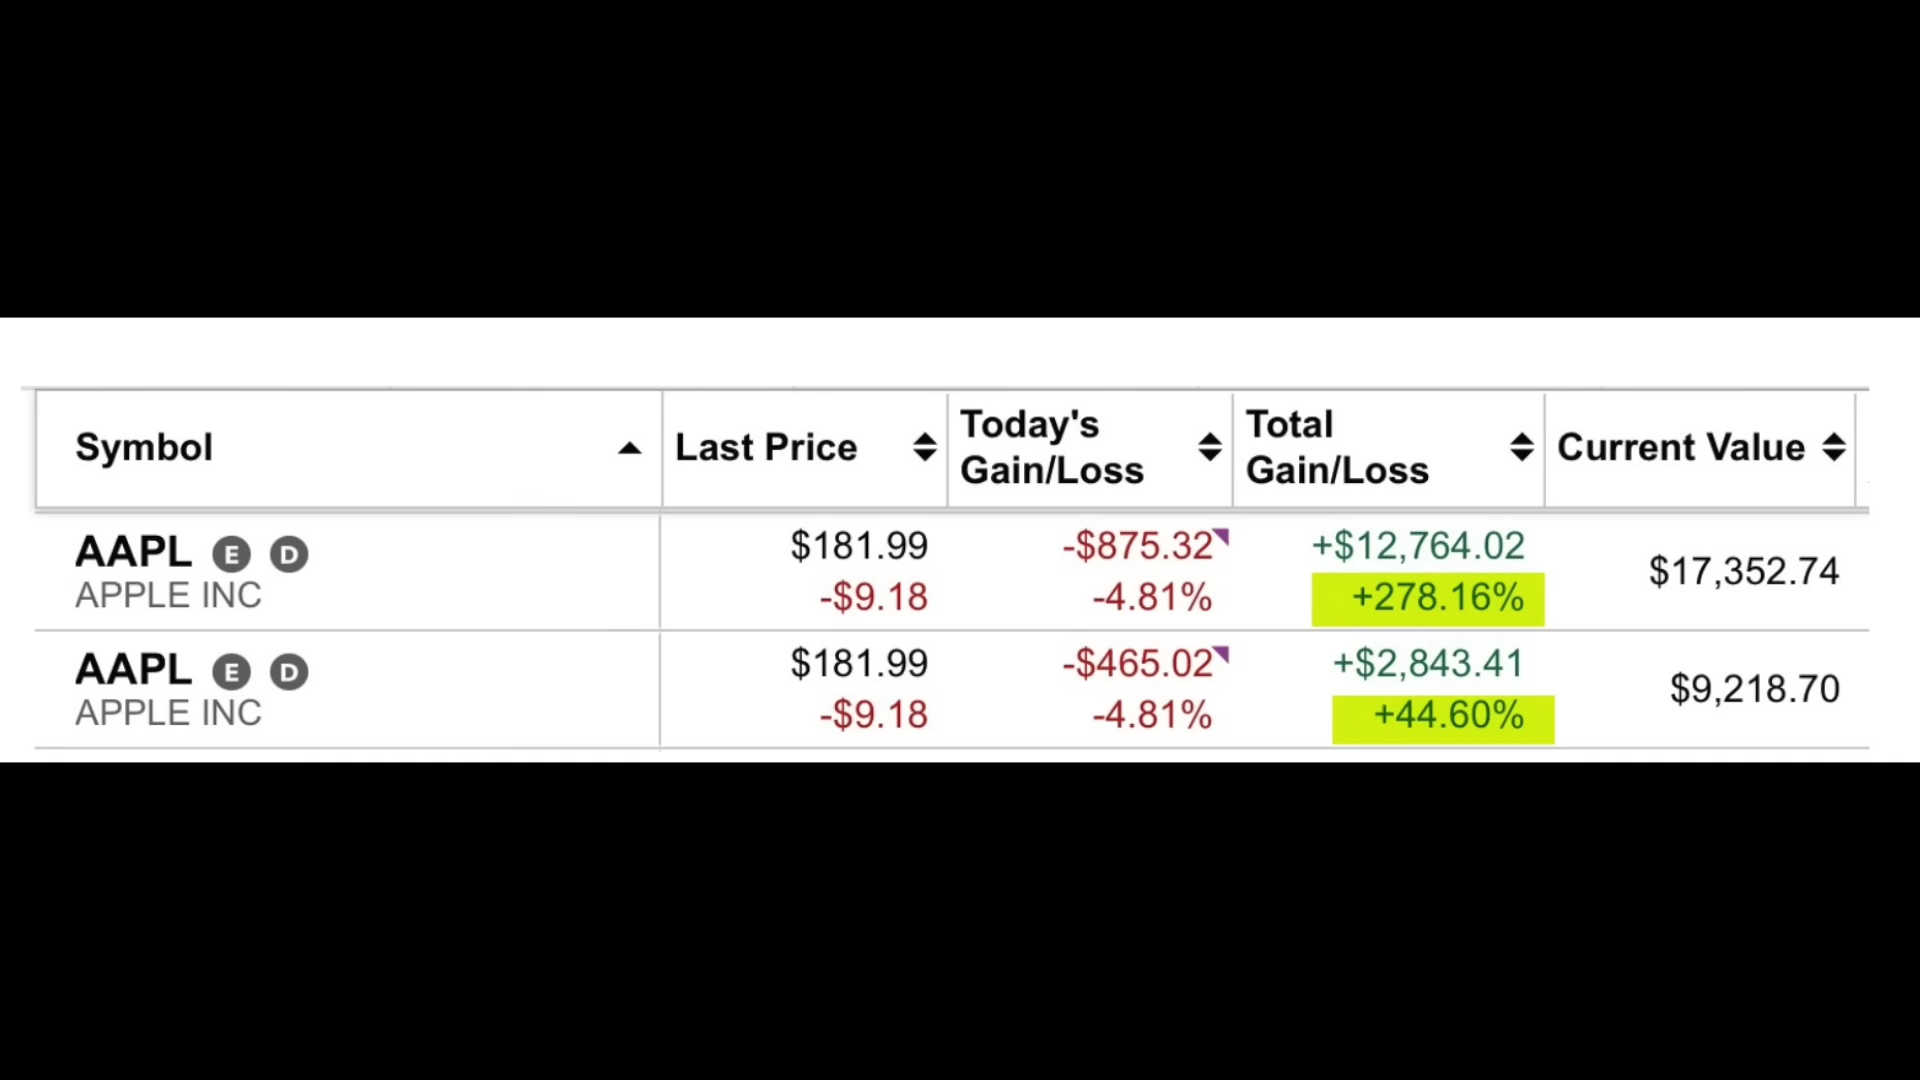 Symbol Last Price Today's Gain/Loss Total Gain/Loss Current Value
AAPL E D $181.99 -$875.32 +$12,764.02 $17,352.74
APPLE INC -$9.18 -4.81% +278.16%
AAPL E D $181.99 -$465.02 +$2,843.41 $9,218.70
APPLE INC -$9.18 -4.81% +44.60%